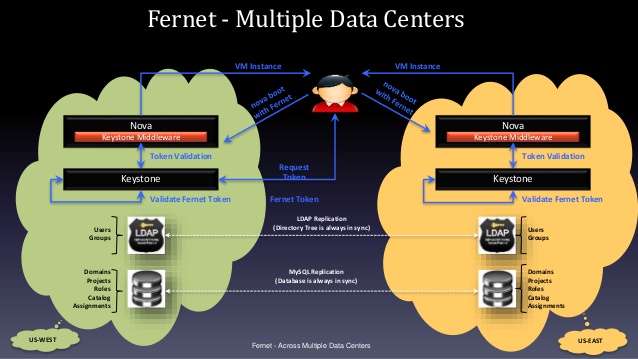 Fernet - Multiple Data Centers
VM Instance
VM Instance
nova boot
with Fernet
nova boot
with Fernet
Nova
Keystone Middleware
Nova
Keystone Middleware
Token Validation
Token Validation
Request
Token
Keystone
Keystone
Validate Fernet Token
Fernet Token
Validate Fernet Token
LDAP Replication
(Directory Tree is always in sync)
Users
Groups
LDAP
LDAP
Users
Groups
MySQL Replication
(Database is always in sync)
Domains
Projects
Roles
Catalog
Assignments
Domains
Projects
Roles
Catalog
Assignments
US-WEST
Fernet - Across Multiple Data Centers
US-EAST